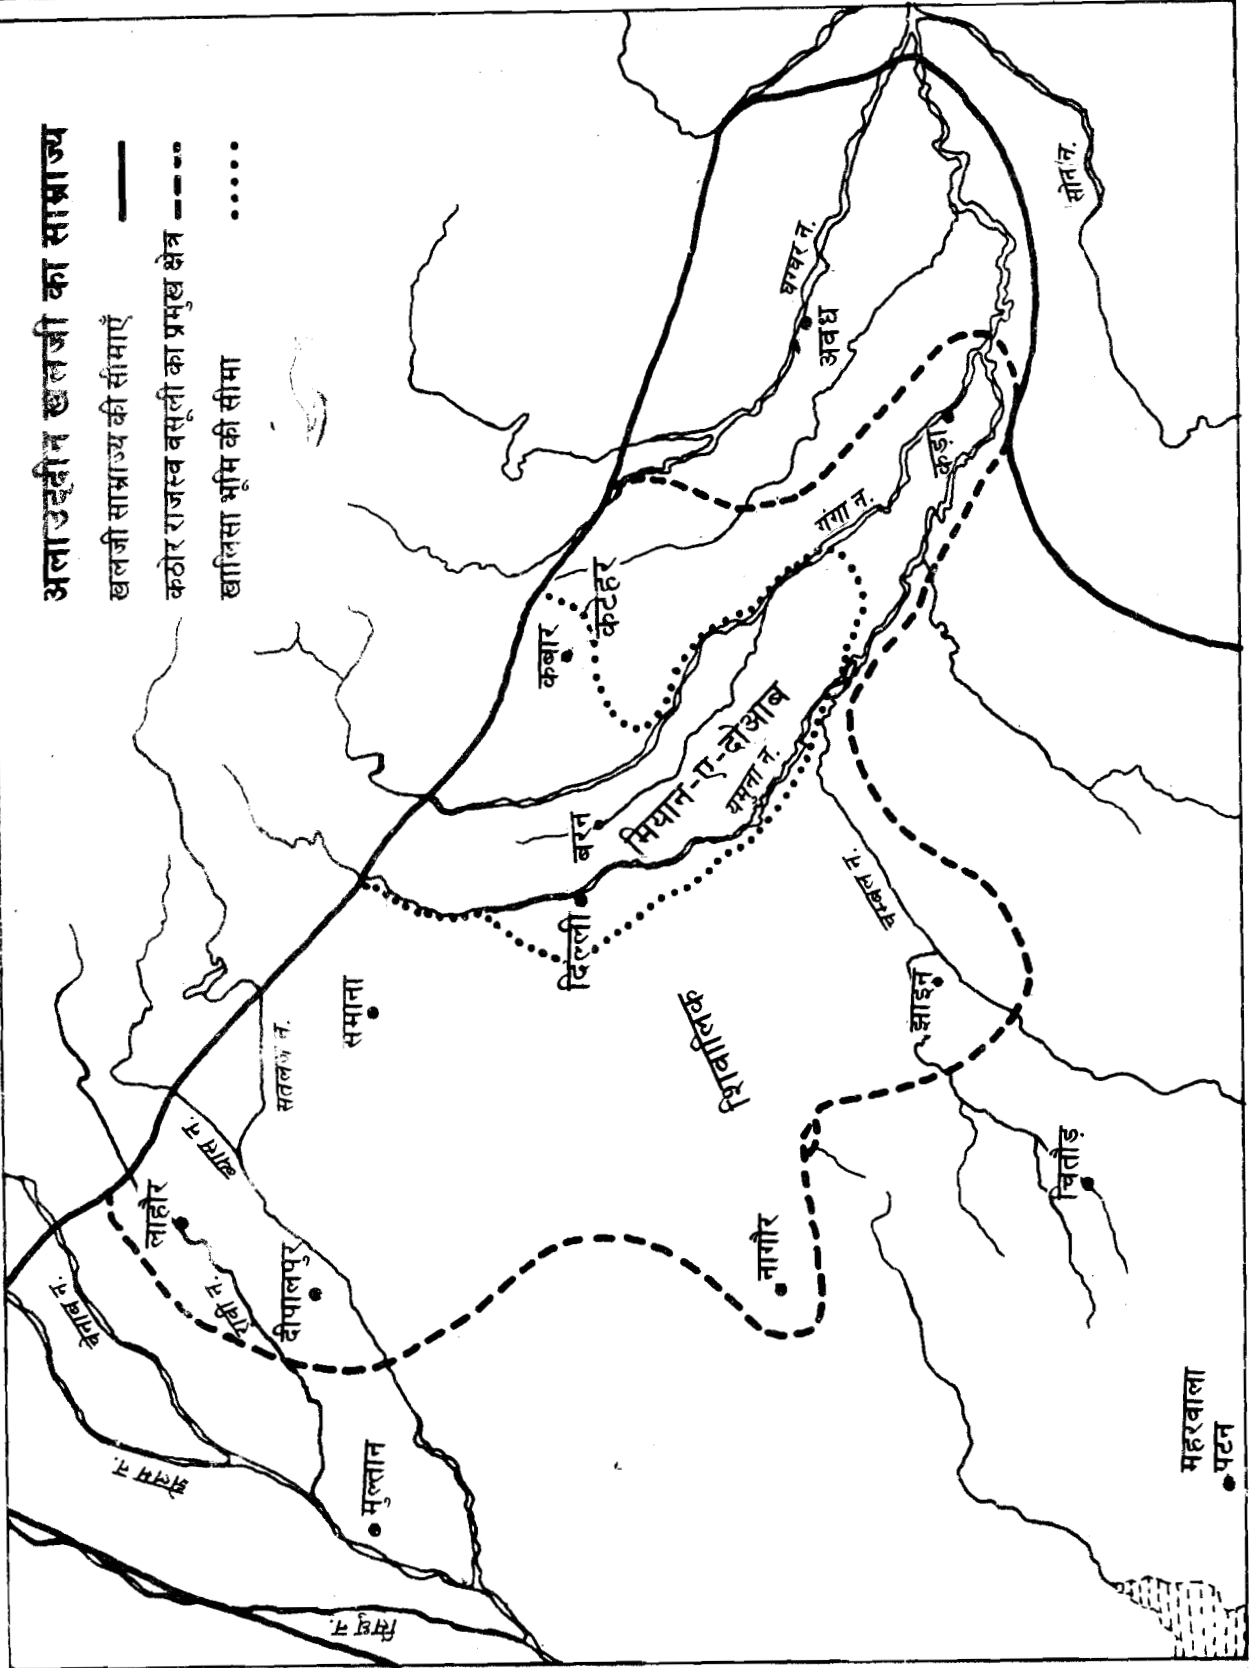 अलाउद्दीन खलजी का साम्राज्य
खलजी साम्राज्य की सीमाएँ
कठोर राजस्व वसूली का प्रमुख क्षेत्र
खालिसा भूमि की सीमा
सिंधु न.
झेलम न.
चेनाब न.
रावी न.
ब्यास न.
सतलज न.
लाहौर
दीपालपुर
मुल्तान
समाना
दिल्ली
बरन
मियान-ए-दोआब
यमुना न.
कबार
कटेहर
गंगा न.
घग्घर न.
अवध
कड़ा
सोन न.
शिवालिक
चम्बल न.
झाइन
नागौर
चितौड़
महरवाला
पटन